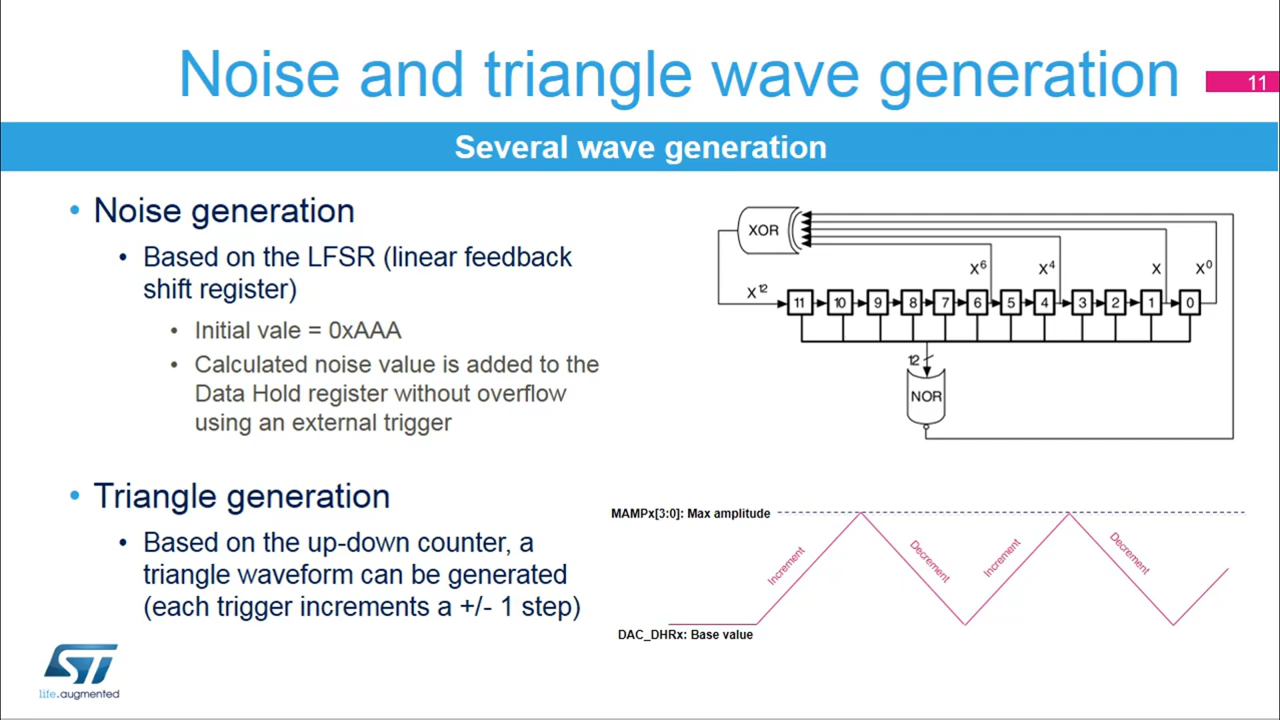 Noise and triangle wave generation
11
Several wave generation
• Noise generation
• Based on the LFSR (linear feedback
shift register)
• Initial vale = 0xAAA
• Calculated noise value is added to the
Data Hold register without overflow
using an external trigger
XOR
X6 X4 X X0
X12
11 10 9 8 7 6 5 4 3 2 1 0
12
NOR
• Triangle generation
• Based on the up-down counter, a
triangle waveform can be generated
(each trigger increments a +/- 1 step)
MAMPx[3:0]: Max amplitude
Increment
Decrement
Increment
Decrement
DAC_DHRx: Base value
ST
life.augmented